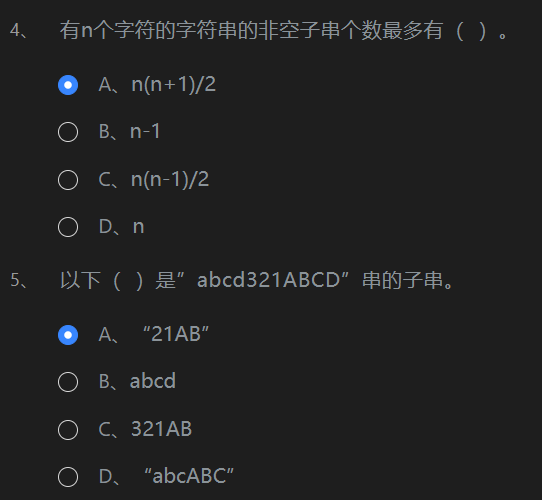 4、 有n个字符的字符串的非空子串个数最多有（ ）。
A、n(n+1)/2
B、n-1
C、n(n-1)/2
D、n
5、 以下（ ）是”abcd321ABCD”串的子串。
A、“21AB”
B、abcd
C、321AB
D、“abcABC”